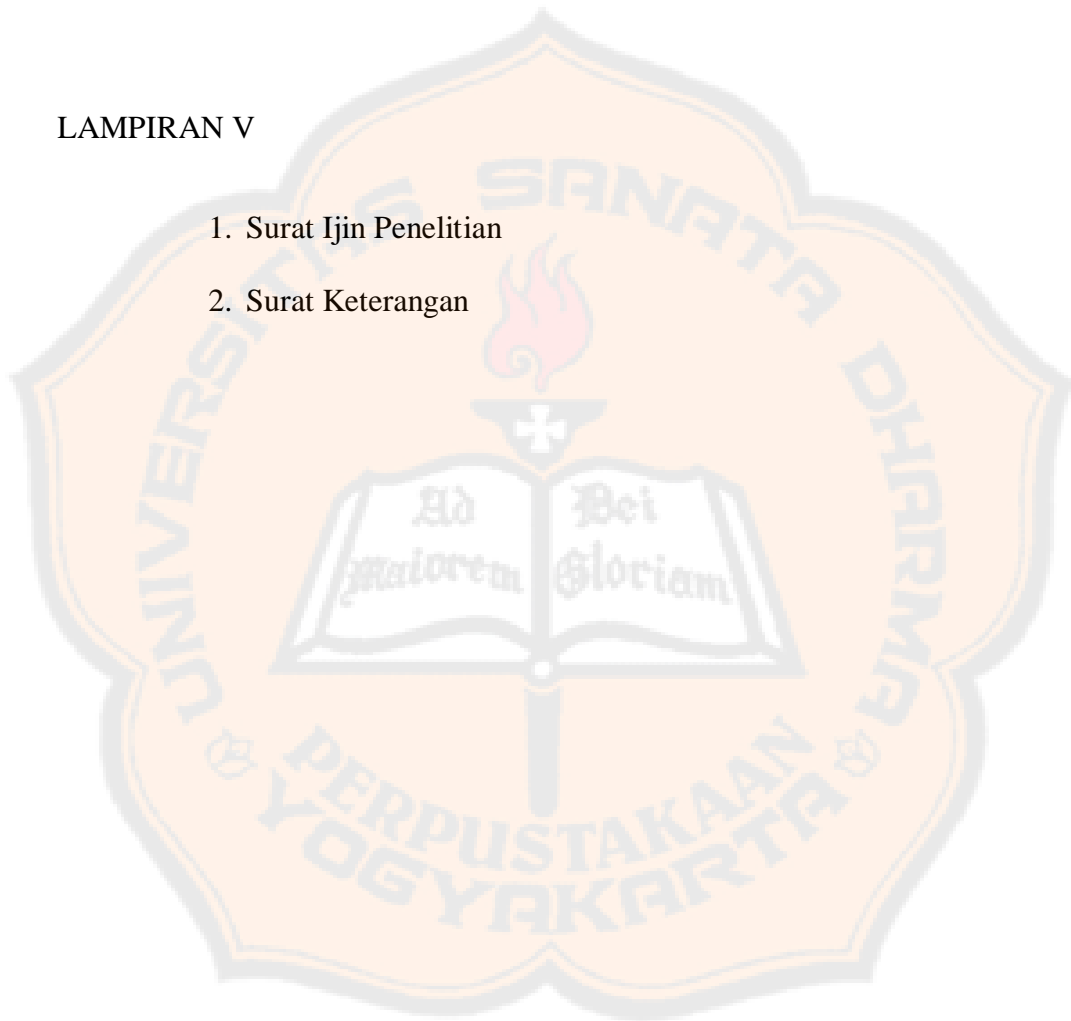 LAMPIRAN V
1. Surat Ijin Penelitian
2. Surat Keterangan
UNIVERSITAS SANATA DHARMA
Ad Dei
Maiorem Gloriam
PERPUSTAKAAN
YOGYAKARTA